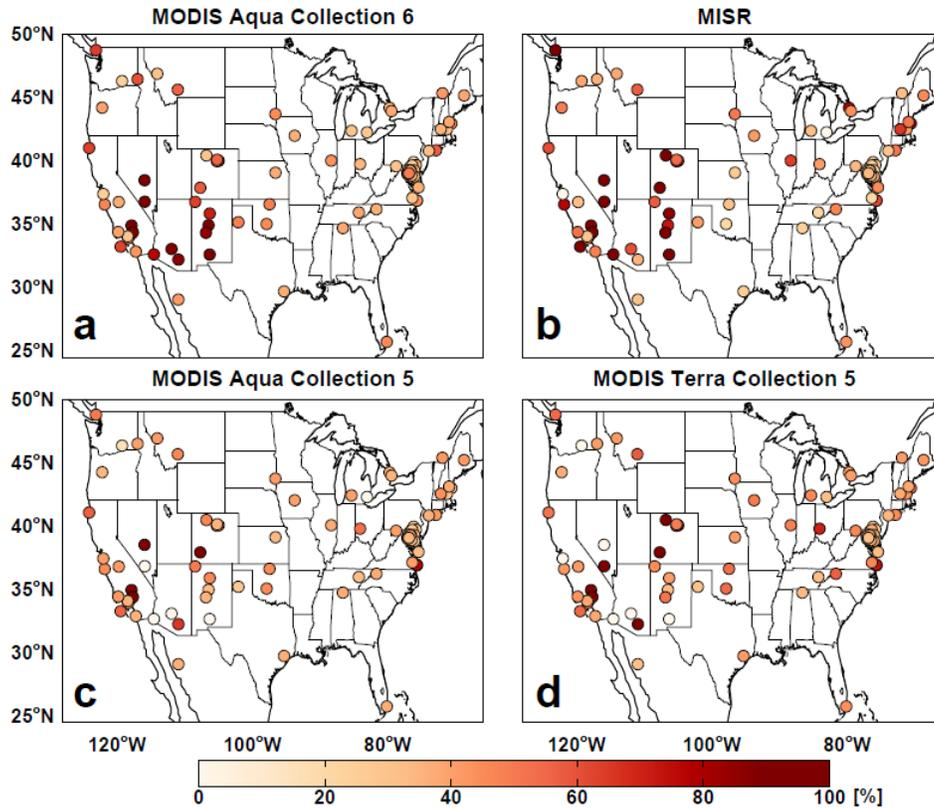 MODIS Aqua Collection 6 MISR
50°N
45°N
40°N
35°N
30°N
25°N
a b
MODIS Aqua Collection 5 MODIS Terra Collection 5
50°N
45°N
40°N
35°N
30°N
25°N
c d
120°W 100°W 80°W 120°W 100°W 80°W
0 20 40 60 80 100 [%]